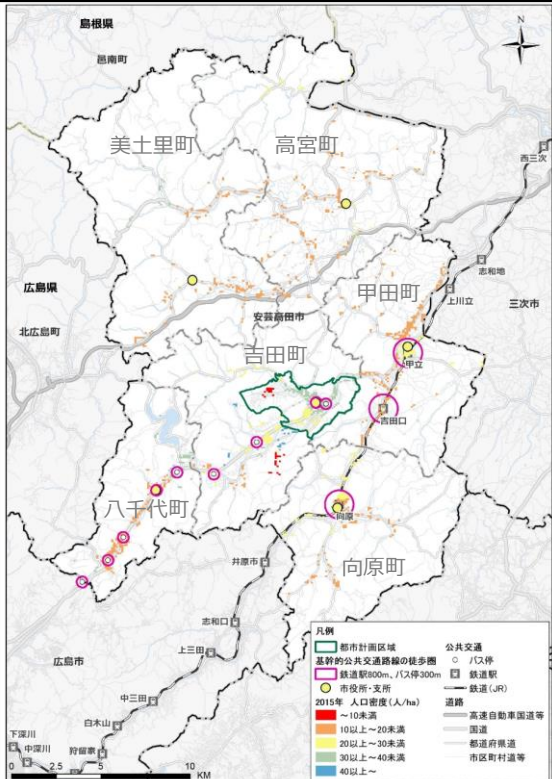 島根県
邑南町
N
美土里町
高宮町
西三次
志和地
甲田町
上川立
広島県
三次市
北広島町
安芸高田市
吉田町
甲立
吉田口
八千代町
向原
向原町
井原市
志和口
広島市
上三田
中三田
白木山
下深川
中深川
狩留家
0 2.5 5 10
KM
凡例
都市計画区域
基幹的公共交通路線の徒歩圏
鉄道駅800m、バス停300m
市役所・支所
2015年 人口密度(人/ha)
～10未満
10以上～20未満
20以上～30未満
30以上～40未満
40以上～
公共交通
バス停
鉄道駅
鉄道(JR)
道路
高速自動車国道等
国道
都道府県道
市区町村道等